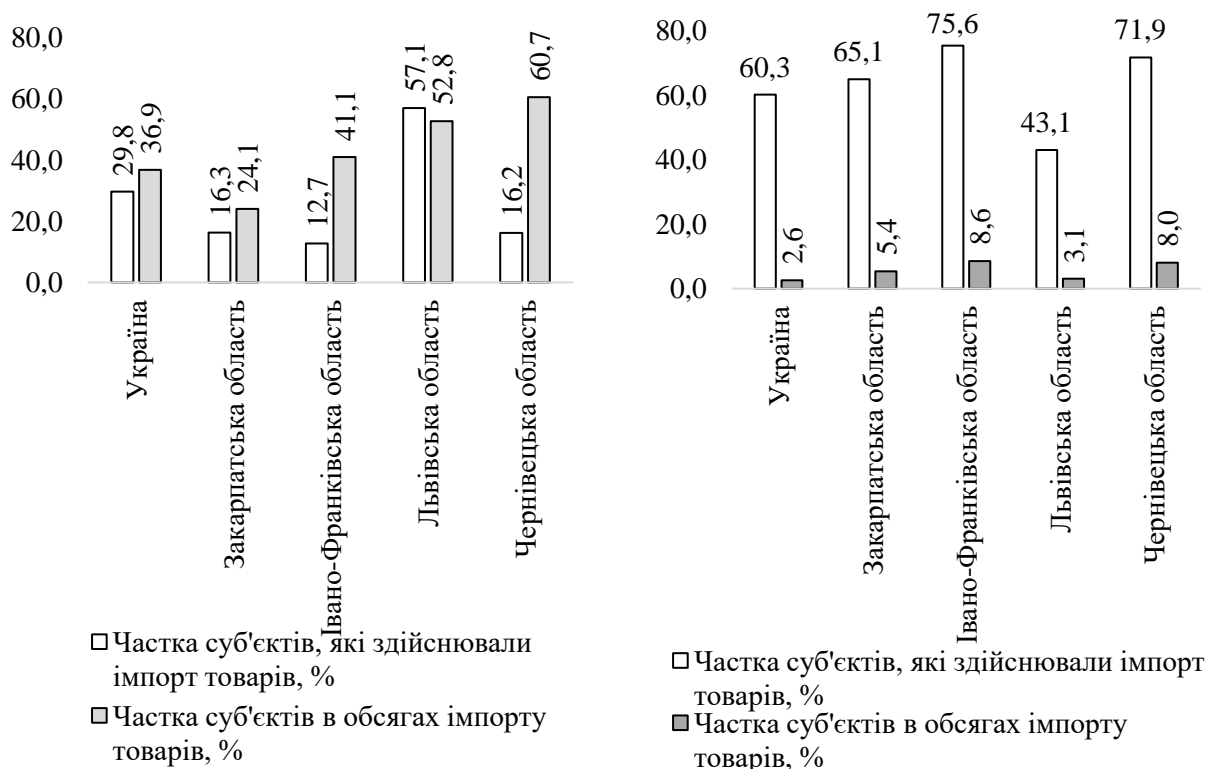 80,0
60,0
40,0
20,0
0,0
29,8
36,9
16,3
24,1
12,7
41,1
57,1
52,8
16,2
60,7
Україна
Закарпатська область
Івано-Франківська область
Львівська область
Чернівецька область
Частка суб'єктів, які здійснювали
імпорт товарів, %
Частка суб'єктів в обсягах імпорту
товарів, %
80,0
60,0
40,0
20,0
0,0
60,3
2,6
65,1
5,4
75,6
8,6
43,1
3,1
71,9
8,0
Україна
Закарпатська область
Івано-Франківська область
Львівська область
Чернівецька область
Частка суб'єктів, які здійснювали імпорт
товарів, %
Частка суб'єктів в обсягах імпорту
товарів, %